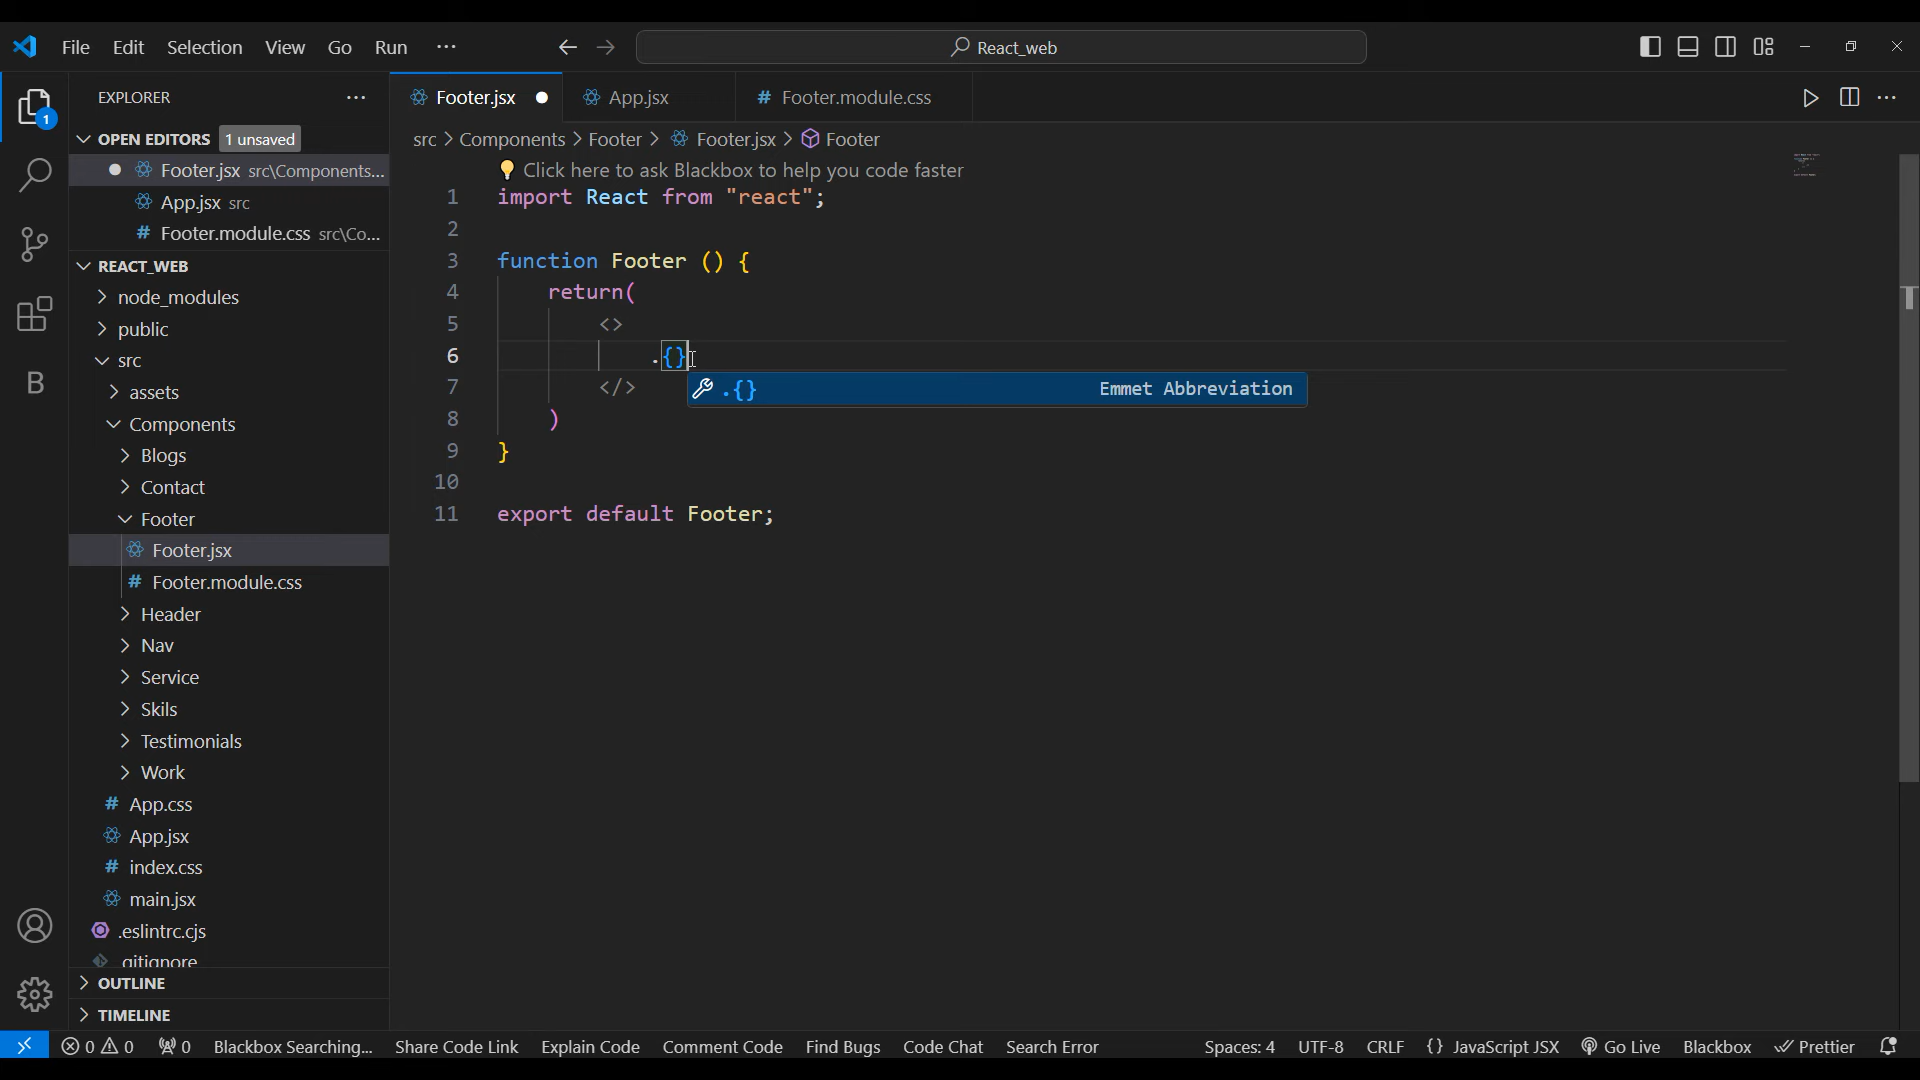 File Edit Selection View Go Run ···
React_web
EXPLORER ···
OPEN EDITORS 1 unsaved
Footer.jsx src\Components...
App.jsx src
# Footer.module.css src\Co...
REACT_WEB
node_modules
public
src
assets
Components
Blogs
Contact
Footer
Footer.jsx
# Footer.module.css
Header
Nav
Service
Skils
Testimonials
Work
# App.css
App.jsx
# index.css
main.jsx
.eslintrc.cjs
.gitignore
OUTLINE
TIMELINE
1
B
Footer.jsx App.jsx # Footer.module.css ···
src > Components > Footer > Footer.jsx > Footer
Click here to ask Blackbox to help you code faster
1 import React from "react";
2
3 function Footer () {
4 return(
5 <>
6 .{}
.{} Emmet Abbreviation
7 </>
8 )
9 }
10
11 export default Footer;
0 0 0 Blackbox Searching... Share Code Link Explain Code Comment Code Find Bugs Code Chat Search Error Spaces: 4 UTF-8 CRLF {} JavaScript JSX Go Live Blackbox Prettier